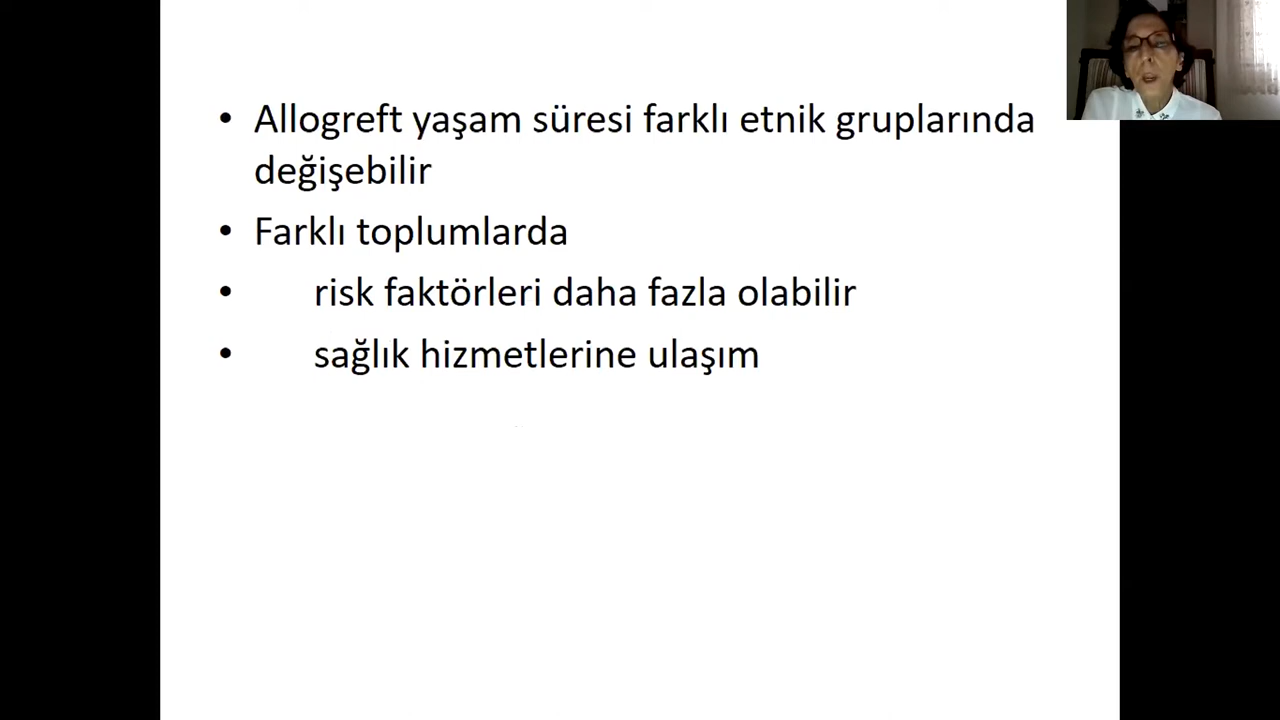 • Allogreft yaşam süresi farklı etnik gruplarında
değişebilir
• Farklı toplumlarda
• risk faktörleri daha fazla olabilir
• sağlık hizmetlerine ulaşım